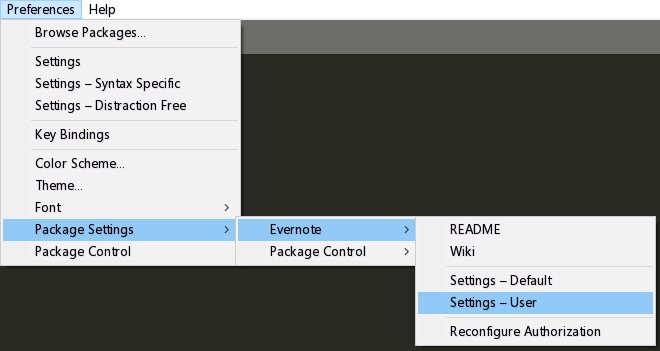 Preferences Help
Browse Packages...
Settings
Settings – Syntax Specific
Settings – Distraction Free
Key Bindings
Color Scheme...
Theme...
Font
Package Settings
Package Control
Evernote
Package Control
README
Wiki
Settings – Default
Settings – User
Reconfigure Authorization